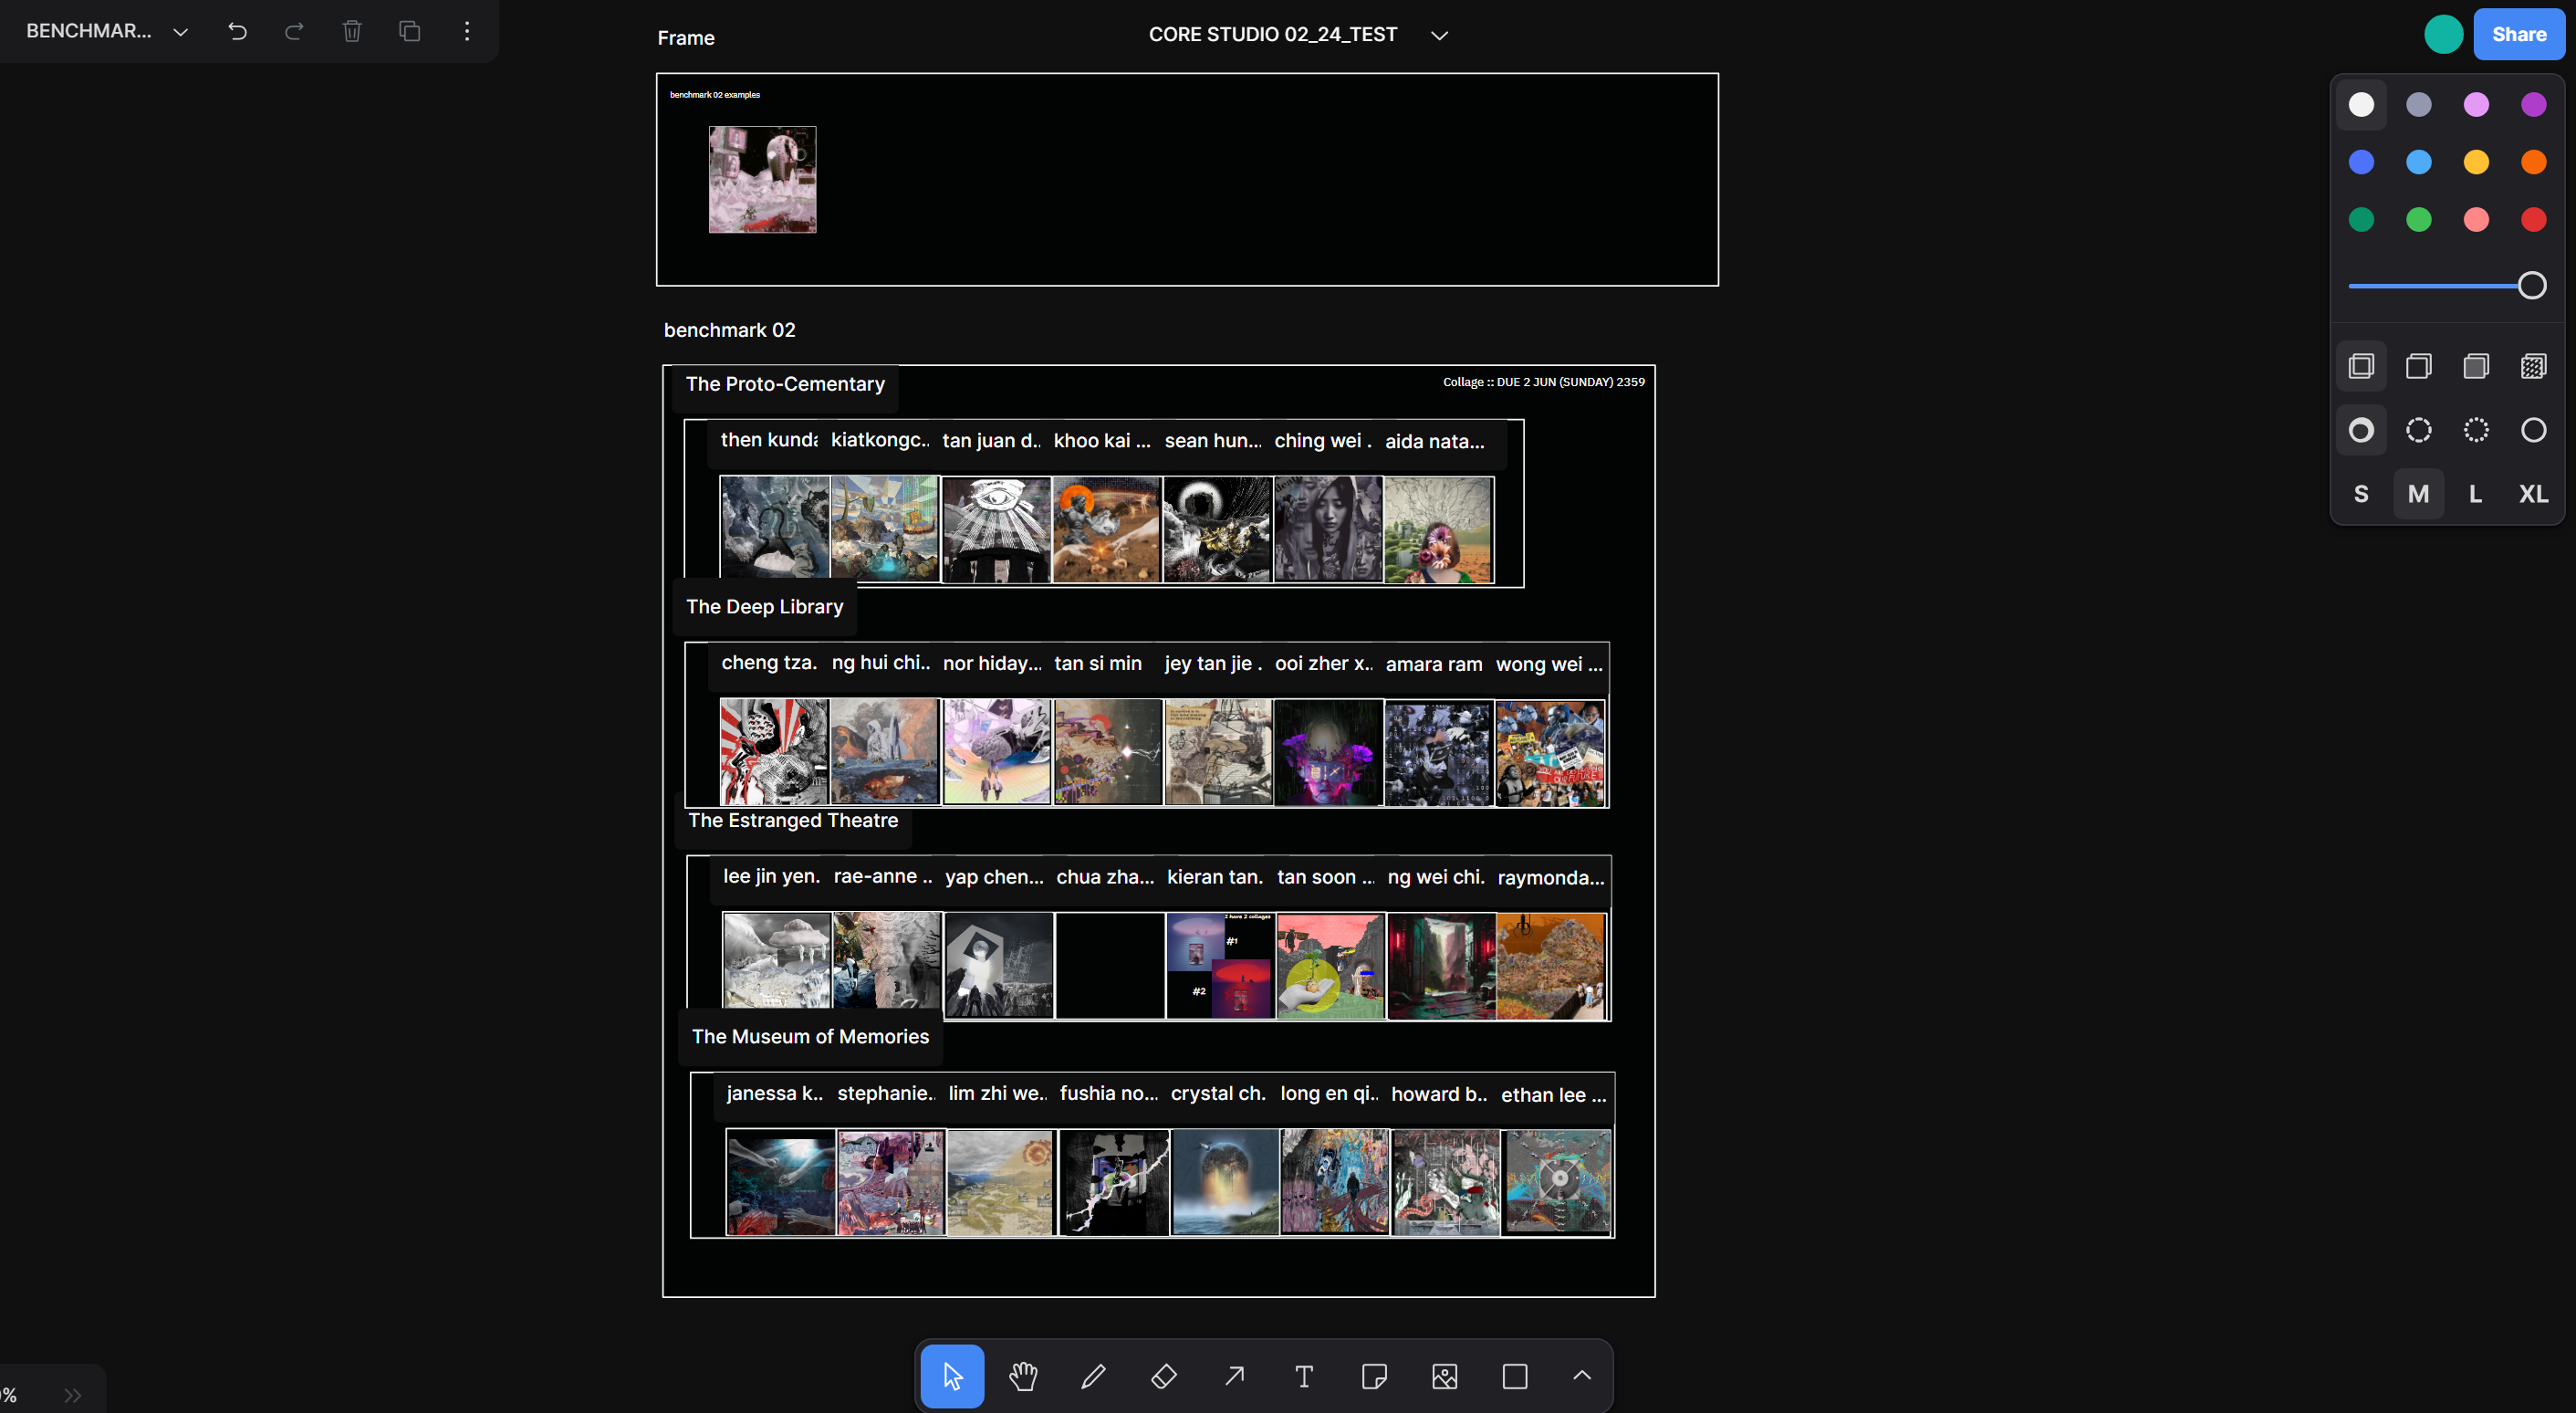 BENCHMAR...
CORE STUDIO 02_24_TEST
Share
Frame
benchmark 02 examples
benchmark 02
The Proto-Cementary
Collage :: DUE 2 JUN (SUNDAY) 2359
then kunda kiatkongc.. tan juan d.. khoo kai ... sean hun... ching wei . aida nata...
The Deep Library
cheng tza. ng hui chi.. nor hiday... tan si min jey tan jie . ooi zher x.. amara ram wong wei ...
The Estranged Theatre
lee jin yen. rae-anne .. yap chen... chua zha... kieran tan. tan soon ... ng wei chi. raymonda...
I have 2 collages
#1
#2
The Museum of Memories
janessa k.. stephanie.. lim zhi we.. fushia no... crystal ch. long en qi.. howard b.. ethan lee ...
S M L XL
%